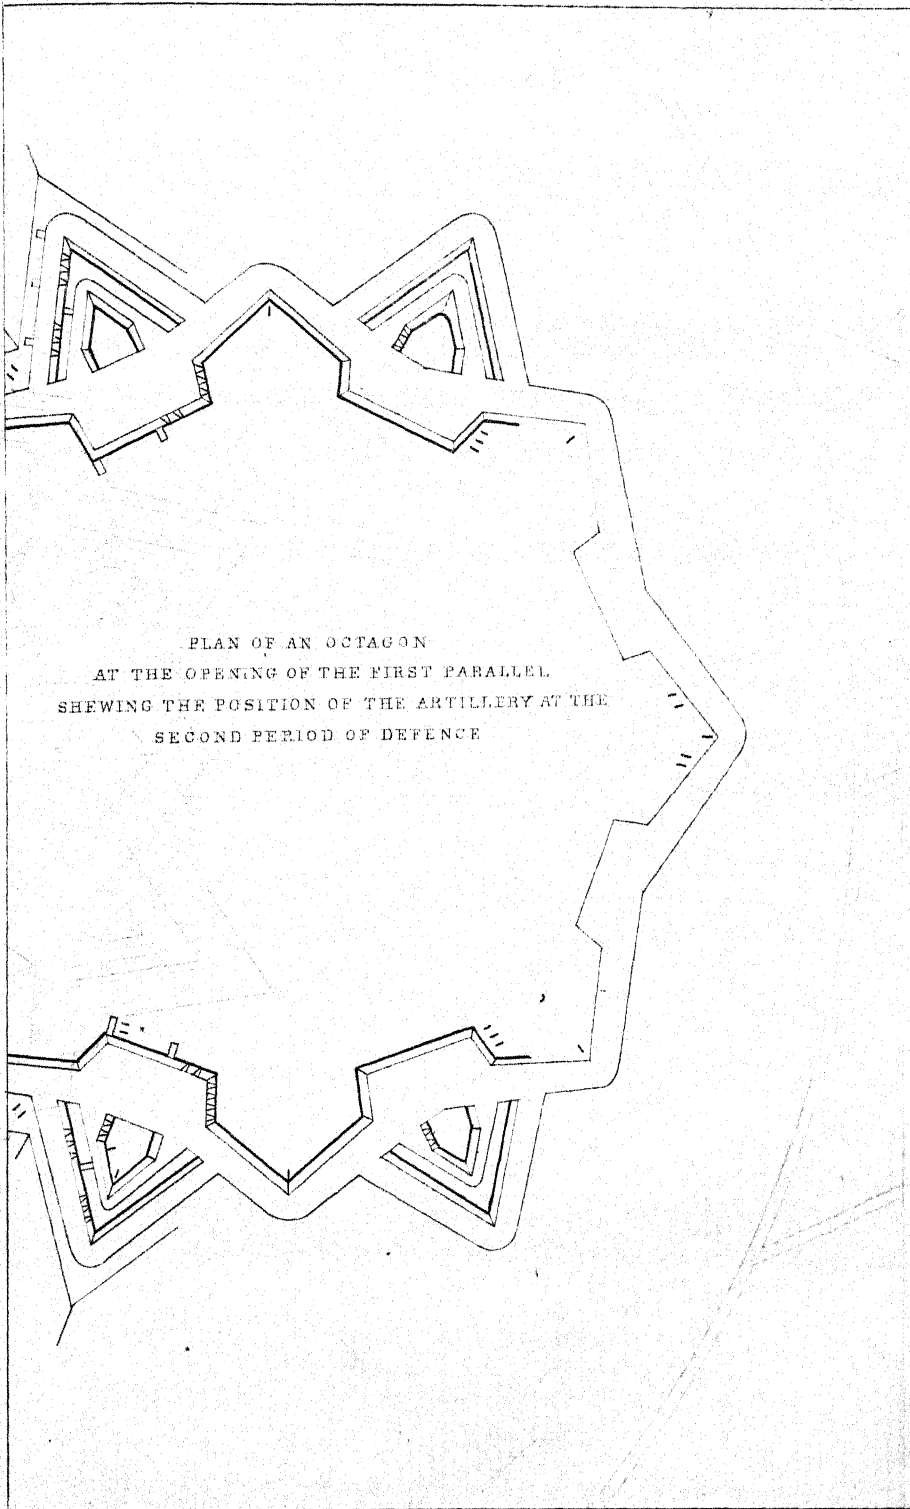 PLAN OF AN OCTAGON
AT THE OPENING OF THE FIRST PARALLEL
SHEWING THE POSITION OF THE ARTILLERY AT THE
SECOND PERIOD OF DEFENCE